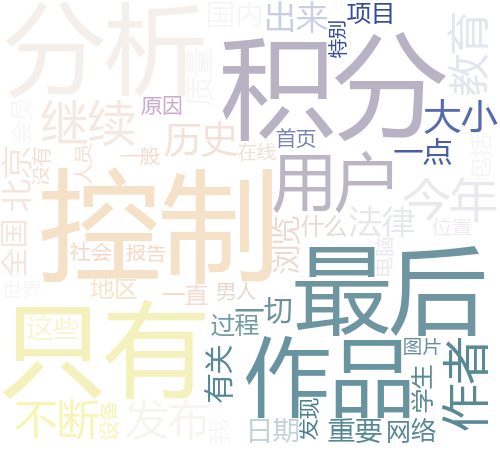 分析
国内
出来
项目
特别
教育
质量
积分
会员
继续
原因
历史
首页
大小
一点
北京
没有
人员
一般
在线
用户
包括
今年
全国
控制
浏览
什么
法律
位置
电脑
社会
报告
世界
地区
一直
男人
一切
最后
只有
这些
过程
作品
图片
作者
有关
学生
不断
设备
发布
我
日期
发现
重要
网络